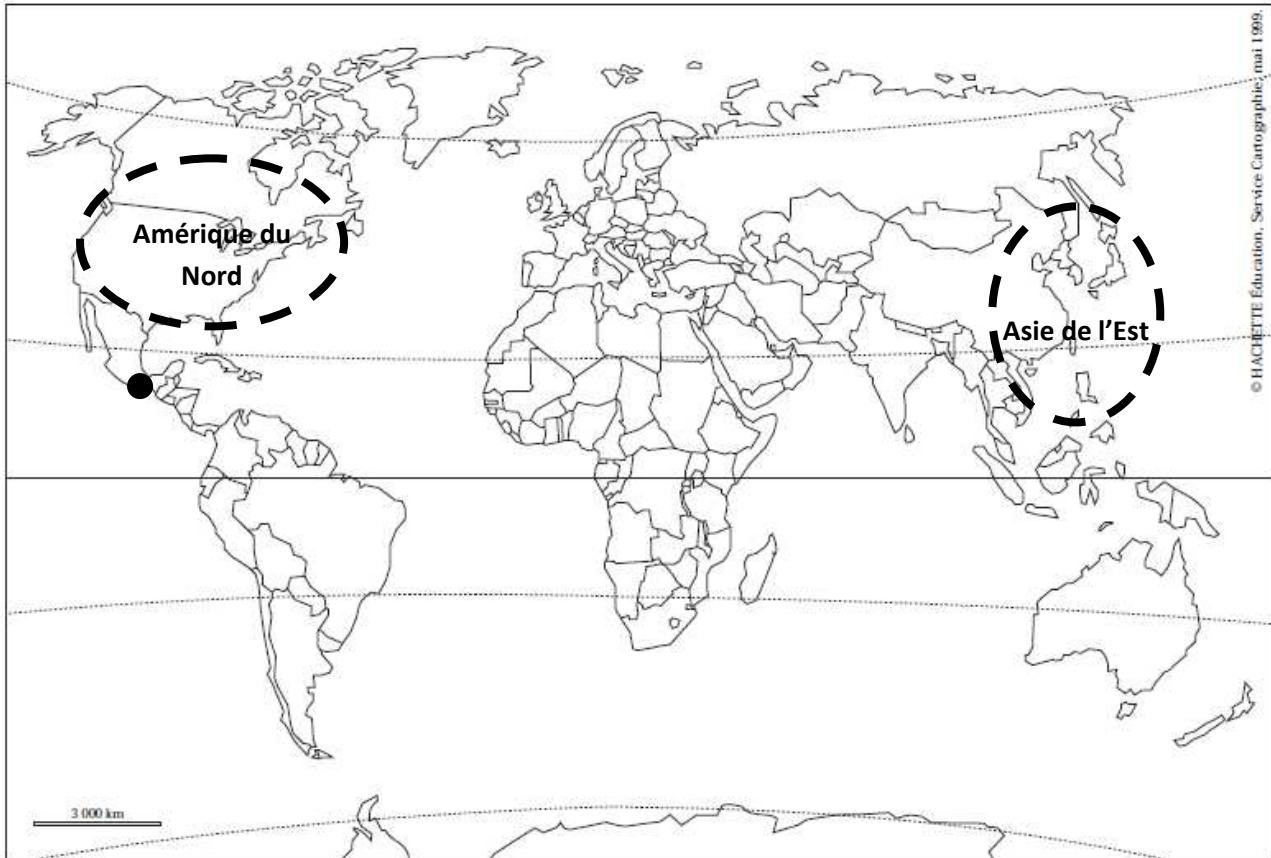 Amérique du
Nord
Asie de l’Est
3 000 km
© HACHETTE Éducation, Service Cartographie, mai 1999.